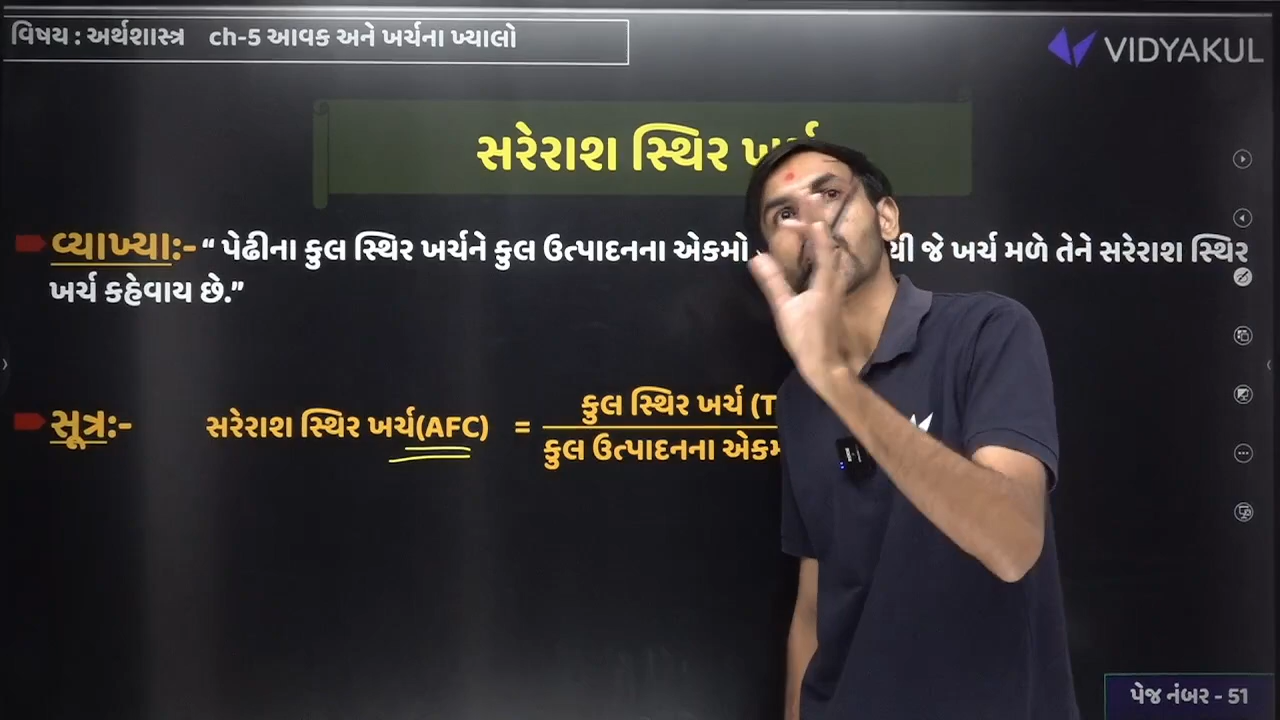 વિષય : અર્થશાસ્ત્ર ch-5 આવક અને ખર્ચના ખ્યાલો
VIDYAKUL
સરેરાશ સ્થિર
વ્યાખ્યા:- “ પેઢીના કુલ સ્થિર ખર્ચને કુલ ઉત્પાદનના એકમો જે ખર્ચ મળે તેને સરેરાશ સ્થિર
ખર્ચ કહેવાય છે.”
સૂત્ર:- સરેરાશ સ્થિર ખર્ચ(AFC) =
કુલ સ્થિર ખર્ચ (T
કુલ ઉત્પાદનના
પેજ નંબર - 51